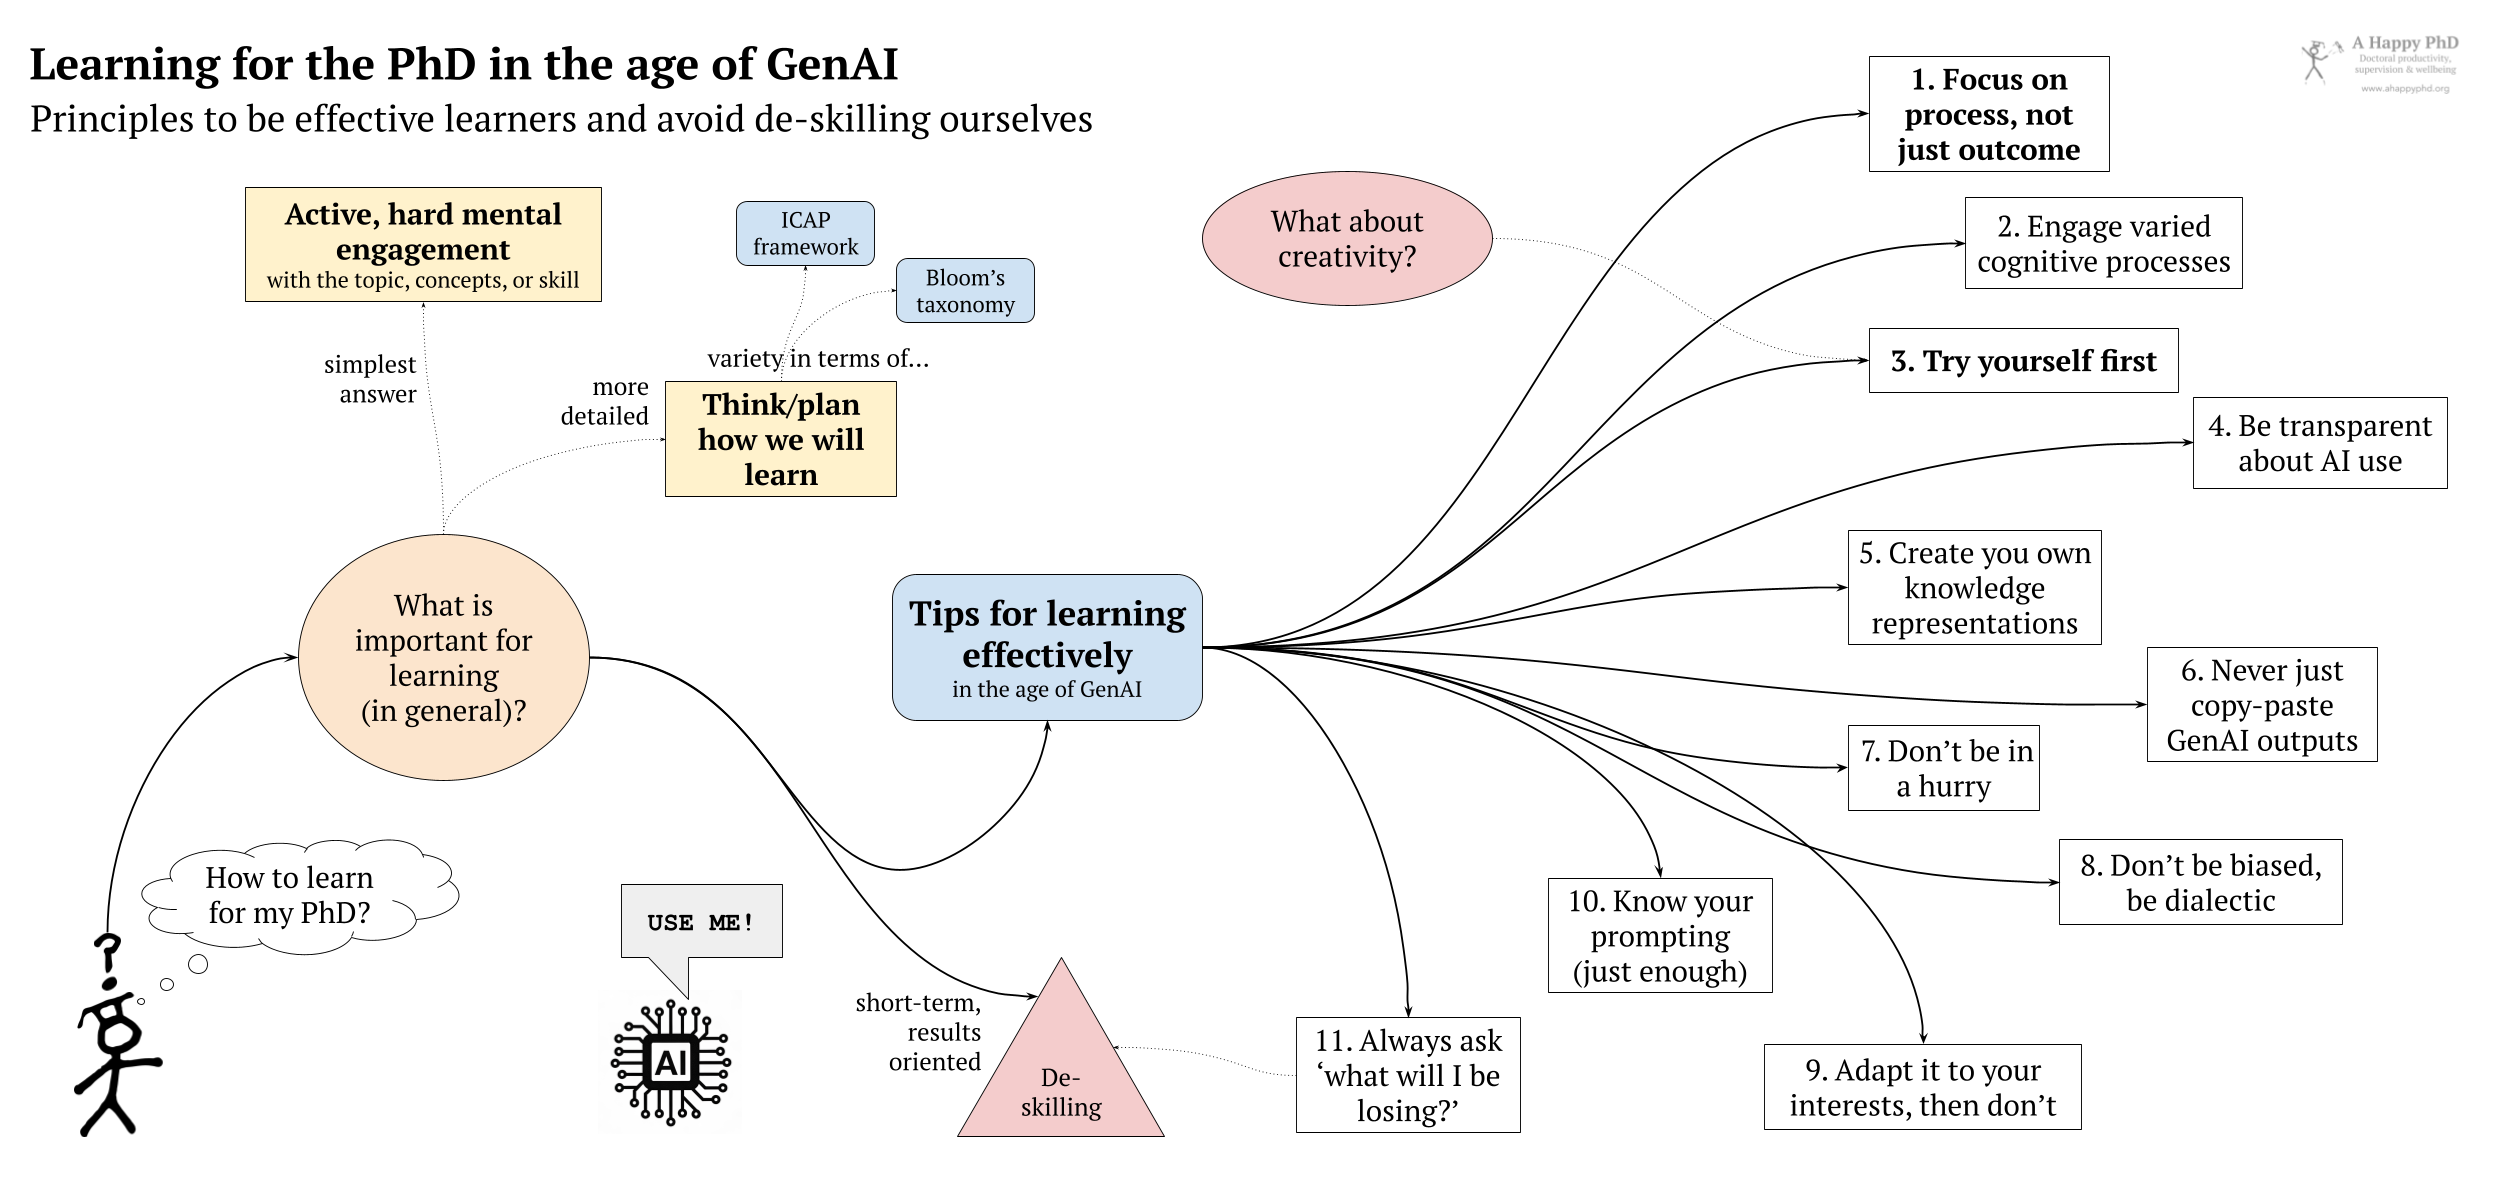 Learning for the PhD in the age of GenAI
Principles to be effective learners and avoid de-skilling ourselves
A Happy PhD
Doctoral productivity,
supervision & wellbeing
www.ahappyphd.org
Active, hard mental
engagement
with the topic, concepts, or skill
ICAP
framework
Bloom's
taxonomy
variety in terms of...
simplest
answer
more
detailed
Think/plan
how we will
learn
What is
important for
learning
(in general)?
How to learn
for my PhD?
?
USE ME!
AI
short-term,
results
oriented
De-
skilling
Tips for learning
effectively
in the age of GenAI
What about
creativity?
1. Focus on
process, not
just outcome
2. Engage varied
cognitive processes
3. Try yourself first
4. Be transparent
about AI use
5. Create you own
knowledge
representations
6. Never just
copy-paste
GenAI outputs
7. Don't be in
a hurry
8. Don't be biased,
be dialectic
9. Adapt it to your
interests, then don't
10. Know your
prompting
(just enough)
11. Always ask
‘what will I be
losing?’